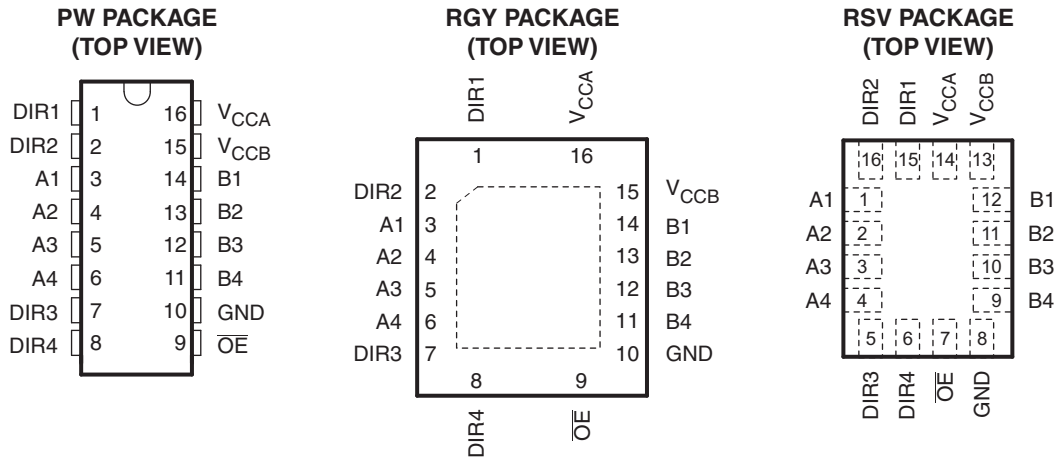 PW PACKAGE
(TOP VIEW)
DIR1 1 16 VCCA
DIR2 2 15 VCCB
A1 3 14 B1
A2 4 13 B2
A3 5 12 B3
A4 6 11 B4
DIR3 7 10 GND
DIR4 8 9 OE
RGY PACKAGE
(TOP VIEW)
DIR1 VCCA
1 16
DIR2 2 15 VCCB
A1 3 14 B1
A2 4 13 B2
A3 5 12 B3
A4 6 11 B4
DIR3 7 10 GND
8 9
DIR4 OE
RSV PACKAGE
(TOP VIEW)
DIR2 DIR1 VCCA VCCB
16 15 14 13
A1 1 12 B1
A2 2 11 B2
A3 3 10 B3
A4 4 9 B4
5 6 7 8
DIR3 DIR4 OE GND